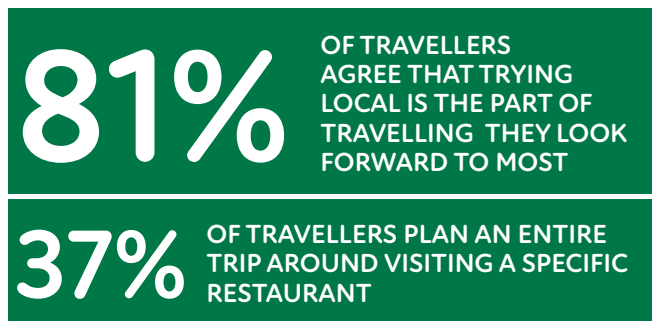 81%
OF TRAVELLERS
AGREE THAT TRYING
LOCAL IS THE PART OF
TRAVELLING THEY LOOK
FORWARD TO MOST
37%
OF TRAVELLERS PLAN AN ENTIRE
TRIP AROUND VISITING A SPECIFIC
RESTAURANT